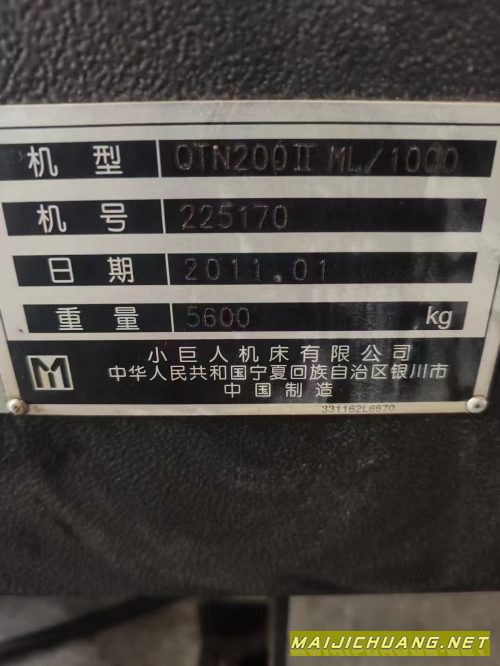 机型 QTN200Ⅱ ML/1000
机号 225170
日期 2011.01
重量 5600 kg
小巨人机床有限公司
中华人民共和国宁夏回族自治区银川市
中国制造
331162L6670
MAIJICHUANG.NET